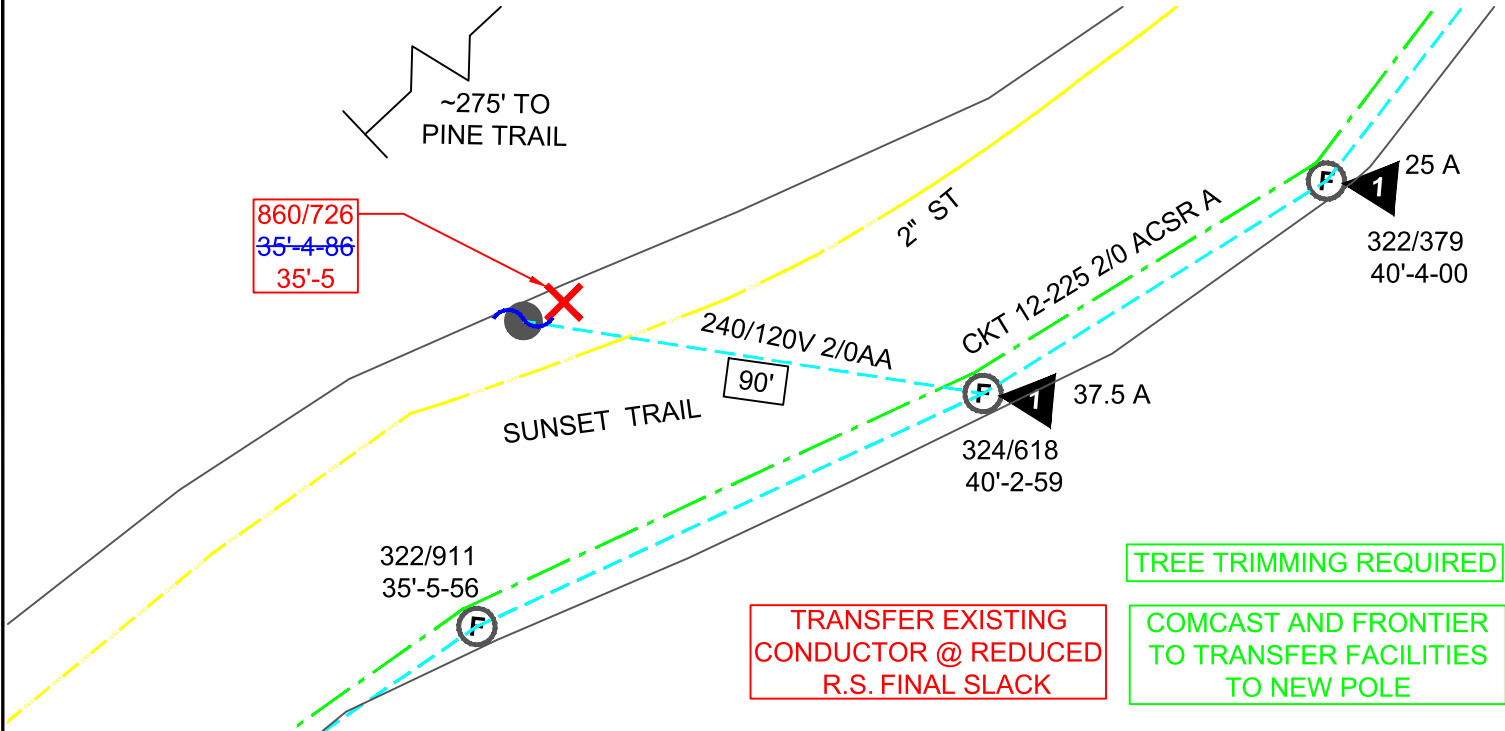 ~275' TO
PINE TRAIL
860/726
35'-4-86
35'-5
2" ST
CKT 12-225 2/0 ACSR A
F
1
25 A
322/379
40'-4-00
240/120V 2/0AA
90'
SUNSET TRAIL
F
1
37.5 A
324/618
40'-2-59
322/911
35'-5-56
F
TREE TRIMMING REQUIRED
TRANSFER EXISTING
CONDUCTOR @ REDUCED
R.S. FINAL SLACK
COMCAST AND FRONTIER
TO TRANSFER FACILITIES
TO NEW POLE